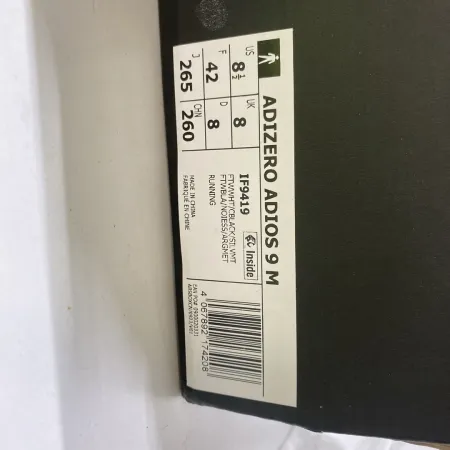 ADIZERO ADIOS 9 M
US
8½
UK
8
F
42
D
8
J
265
CHN
260
IF9419
inside
FTWWHT/CBLACK/SILVMT
FTWBLA/NOIESS/ARGMET
RUNNING
MADE IN CHINA
FABRIQUE EN CHINE
4 067892 174208